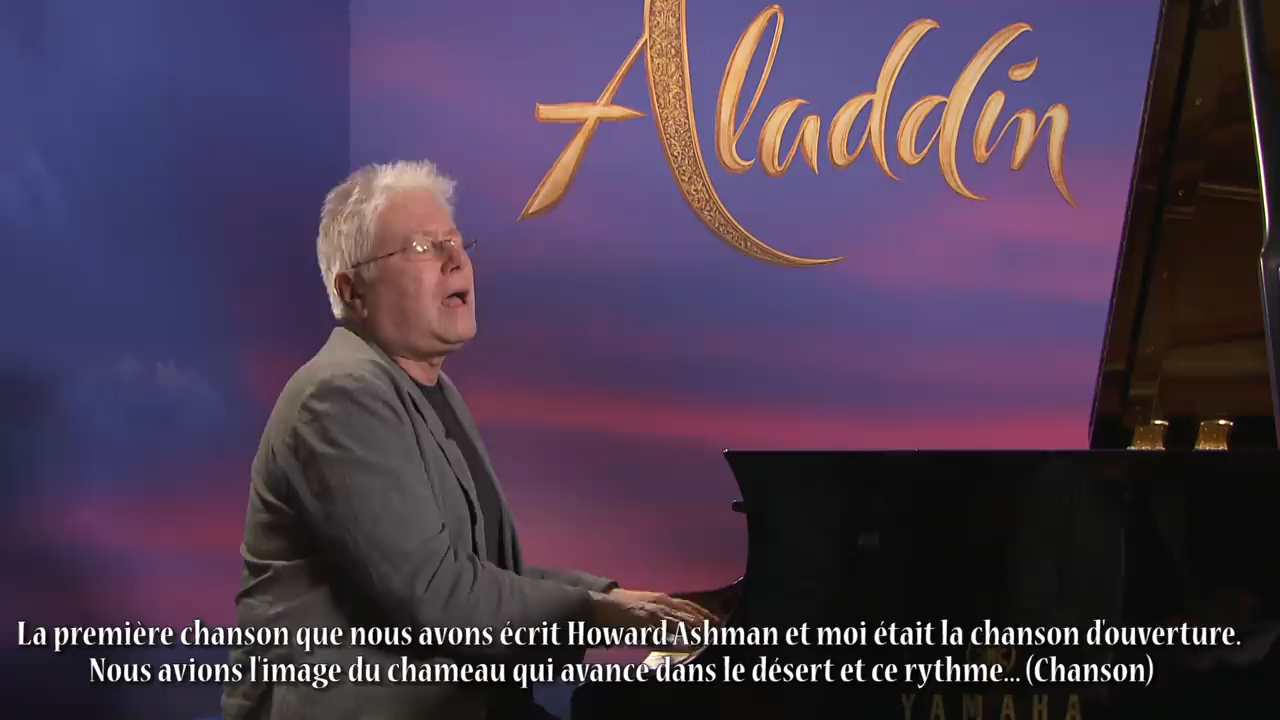 Aladdin
La première chanson que nous avons écrit Howard Ashman et moi était la chanson d'ouverture.
Nous avions l'image du chameau qui avance dans le désert et ce rythme... (Chanson)
YAMAHA